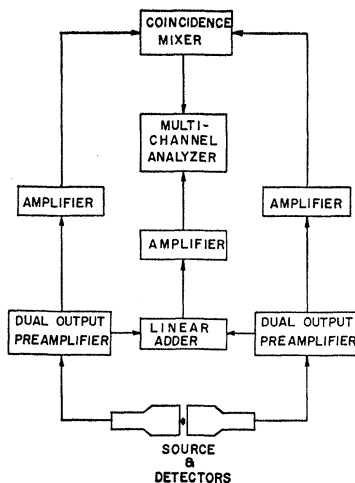 COINCIDENCE
MIXER
MULTI-
CHANNEL
ANALYZER
AMPLIFIER
AMPLIFIER
AMPLIFIER
DUAL OUTPUT
PREAMPLIFIER
LINEAR
ADDER
DUAL OUTPUT
PREAMPLIFIER
SOURCE
&
DETECTORS